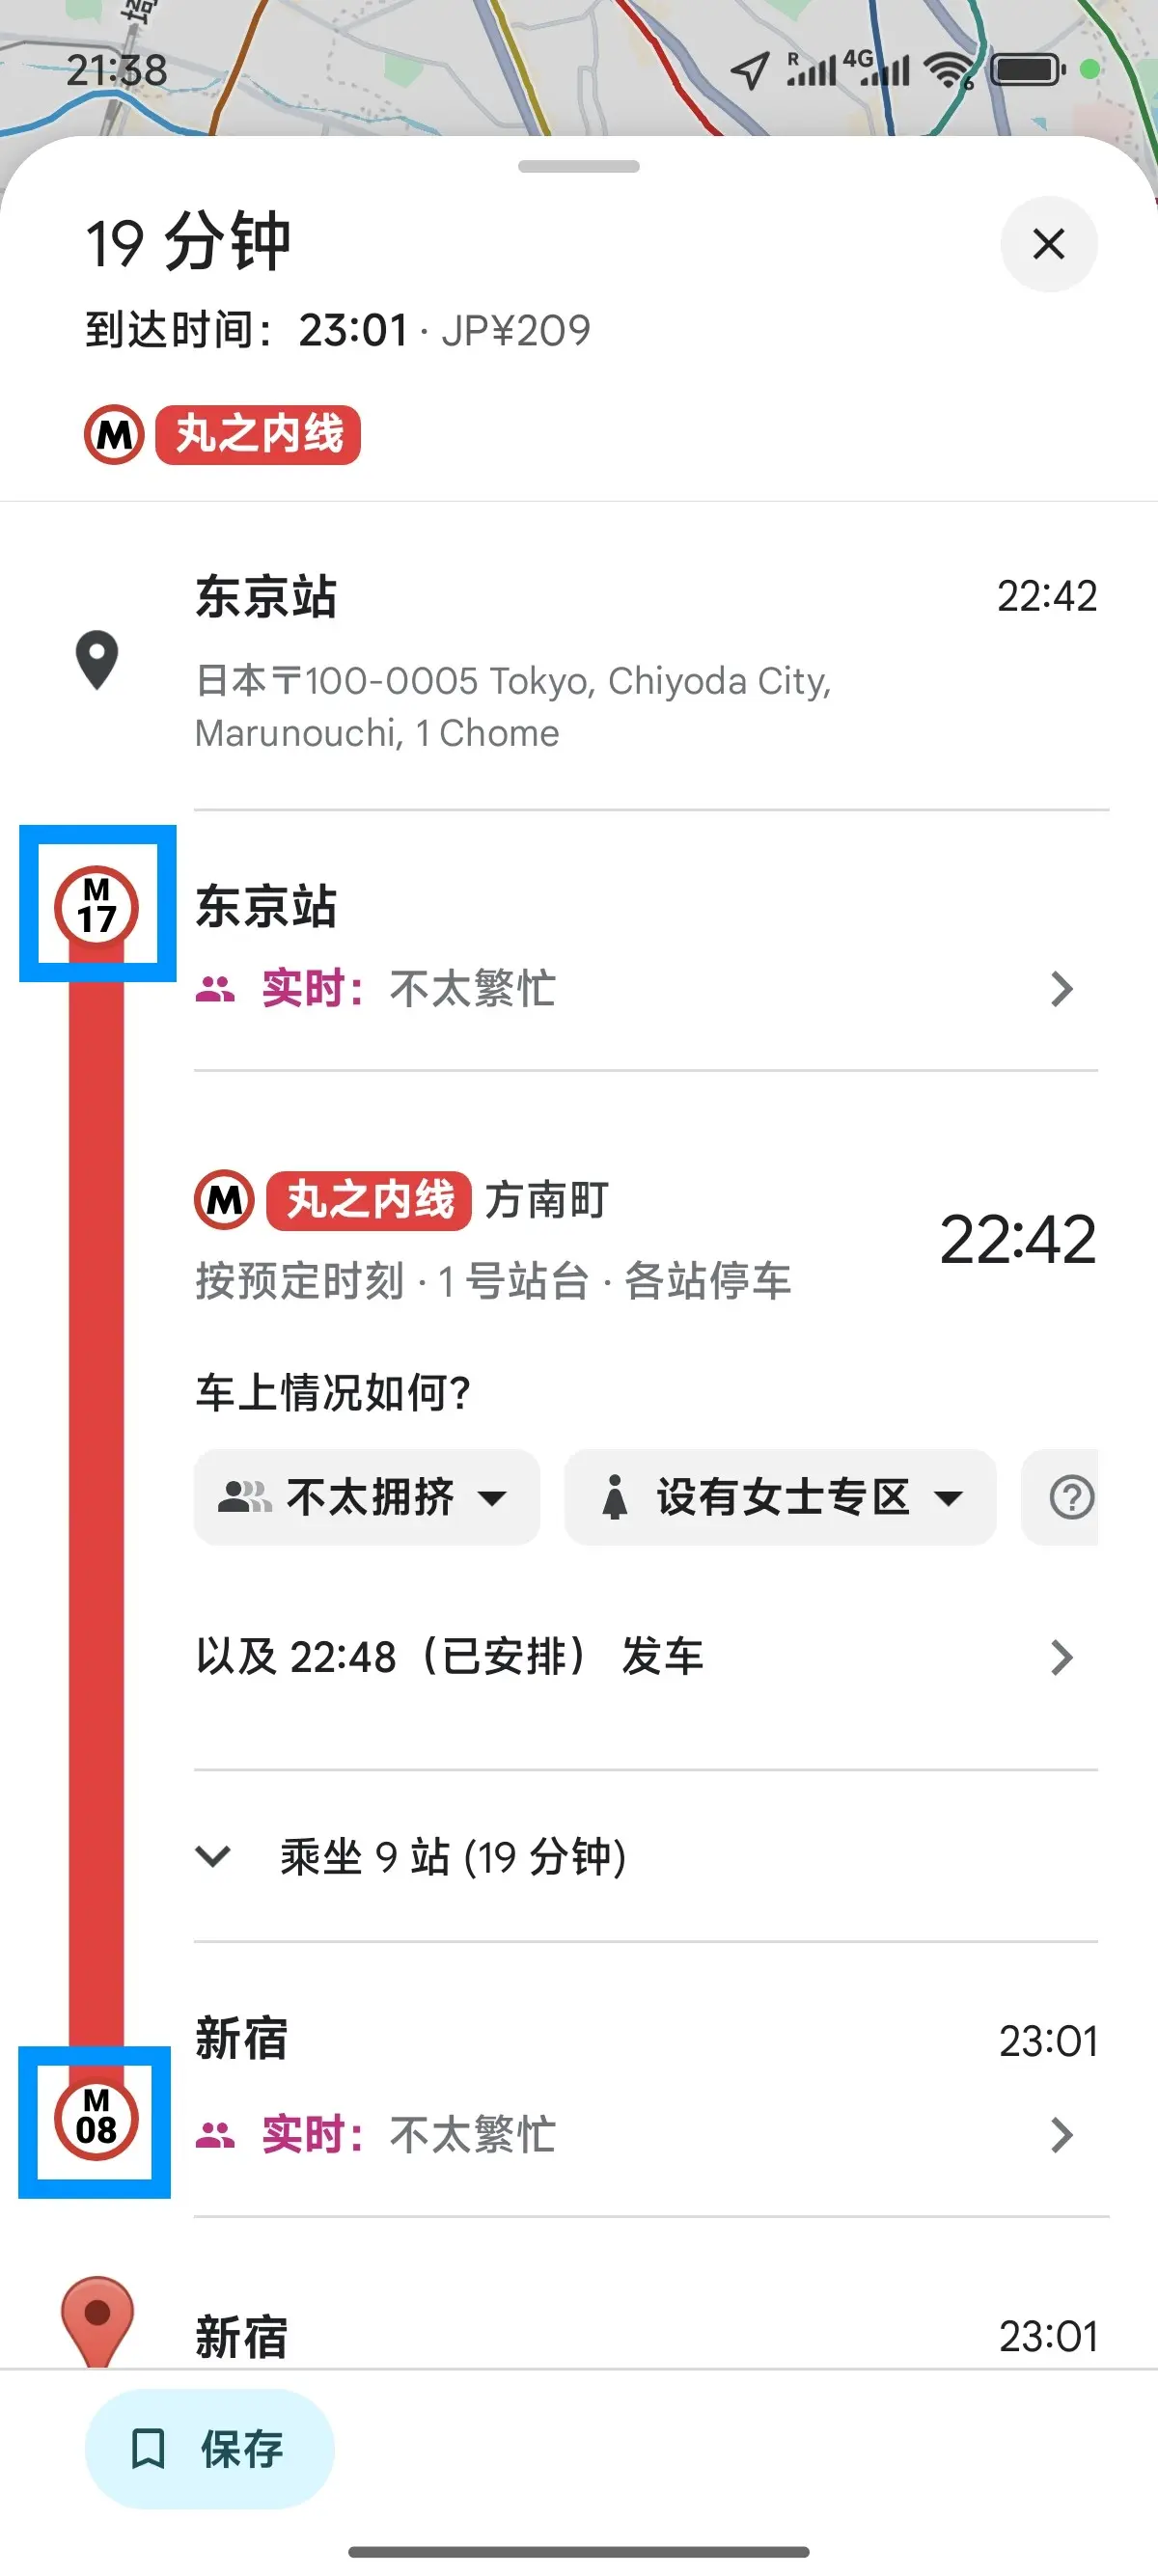 埼
21:38
R 4G 6
19 分钟
到达时间：23:01 · JP¥209
M 丸之内线
东京站 22:42
日本〒100-0005 Tokyo, Chiyoda City,
Marunouchi, 1 Chome
M
17
东京站
实时： 不太繁忙
M 丸之内线 方南町
22:42
按预定时刻 · 1 号站台 · 各站停车
车上情况如何?
不太拥挤 设有女士专区 ?
以及 22:48（已安排） 发车
乘坐 9 站 (19 分钟)
新宿 23:01
M
08
实时： 不太繁忙
新宿 23:01
保存